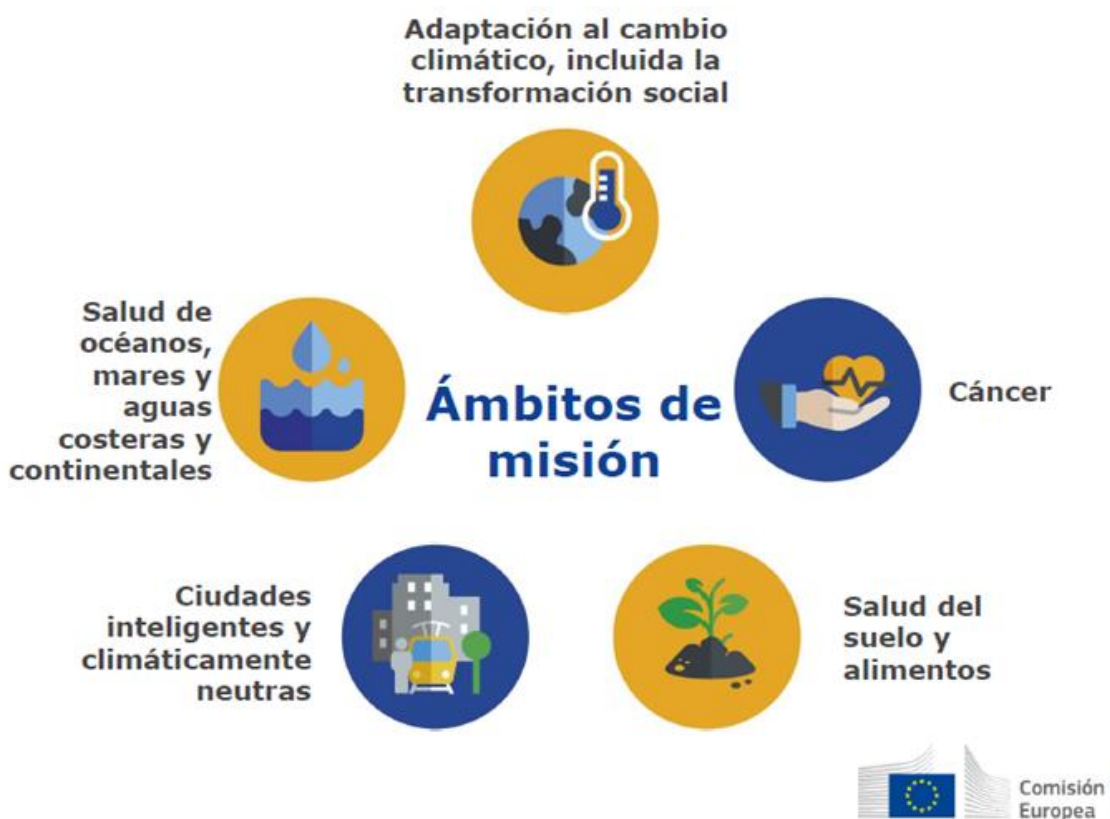 Adaptación al cambio
climático, incluida la
transformación social
Salud de
océanos,
mares y
aguas
costeras y
continentales
Ámbitos de
misión
Cáncer
Ciudades
inteligentes y
climáticamente
neutras
Salud del
suelo y
alimentos
Comisión
Europea